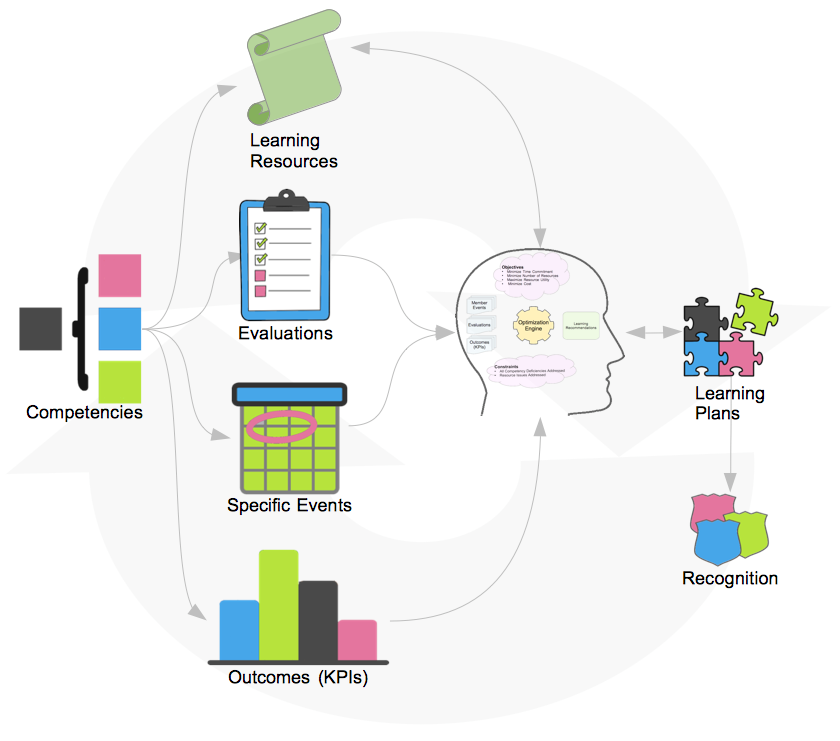 Learning
Resources
Evaluations
Competencies
Specific Events
Outcomes (KPIs)
Objectives
• Minimize Time Commitment
• Minimize Number of Resources
• Maximize Resource Utility
• Minimize Cost
Member
Events
Evaluations
Outcomes
(KPIs)
Optimization
Engine
Learning
Recommendations
Constraints
• All Competency Deficiencies Addressed
• Resource Issues Addressed
Learning
Plans
Recognition